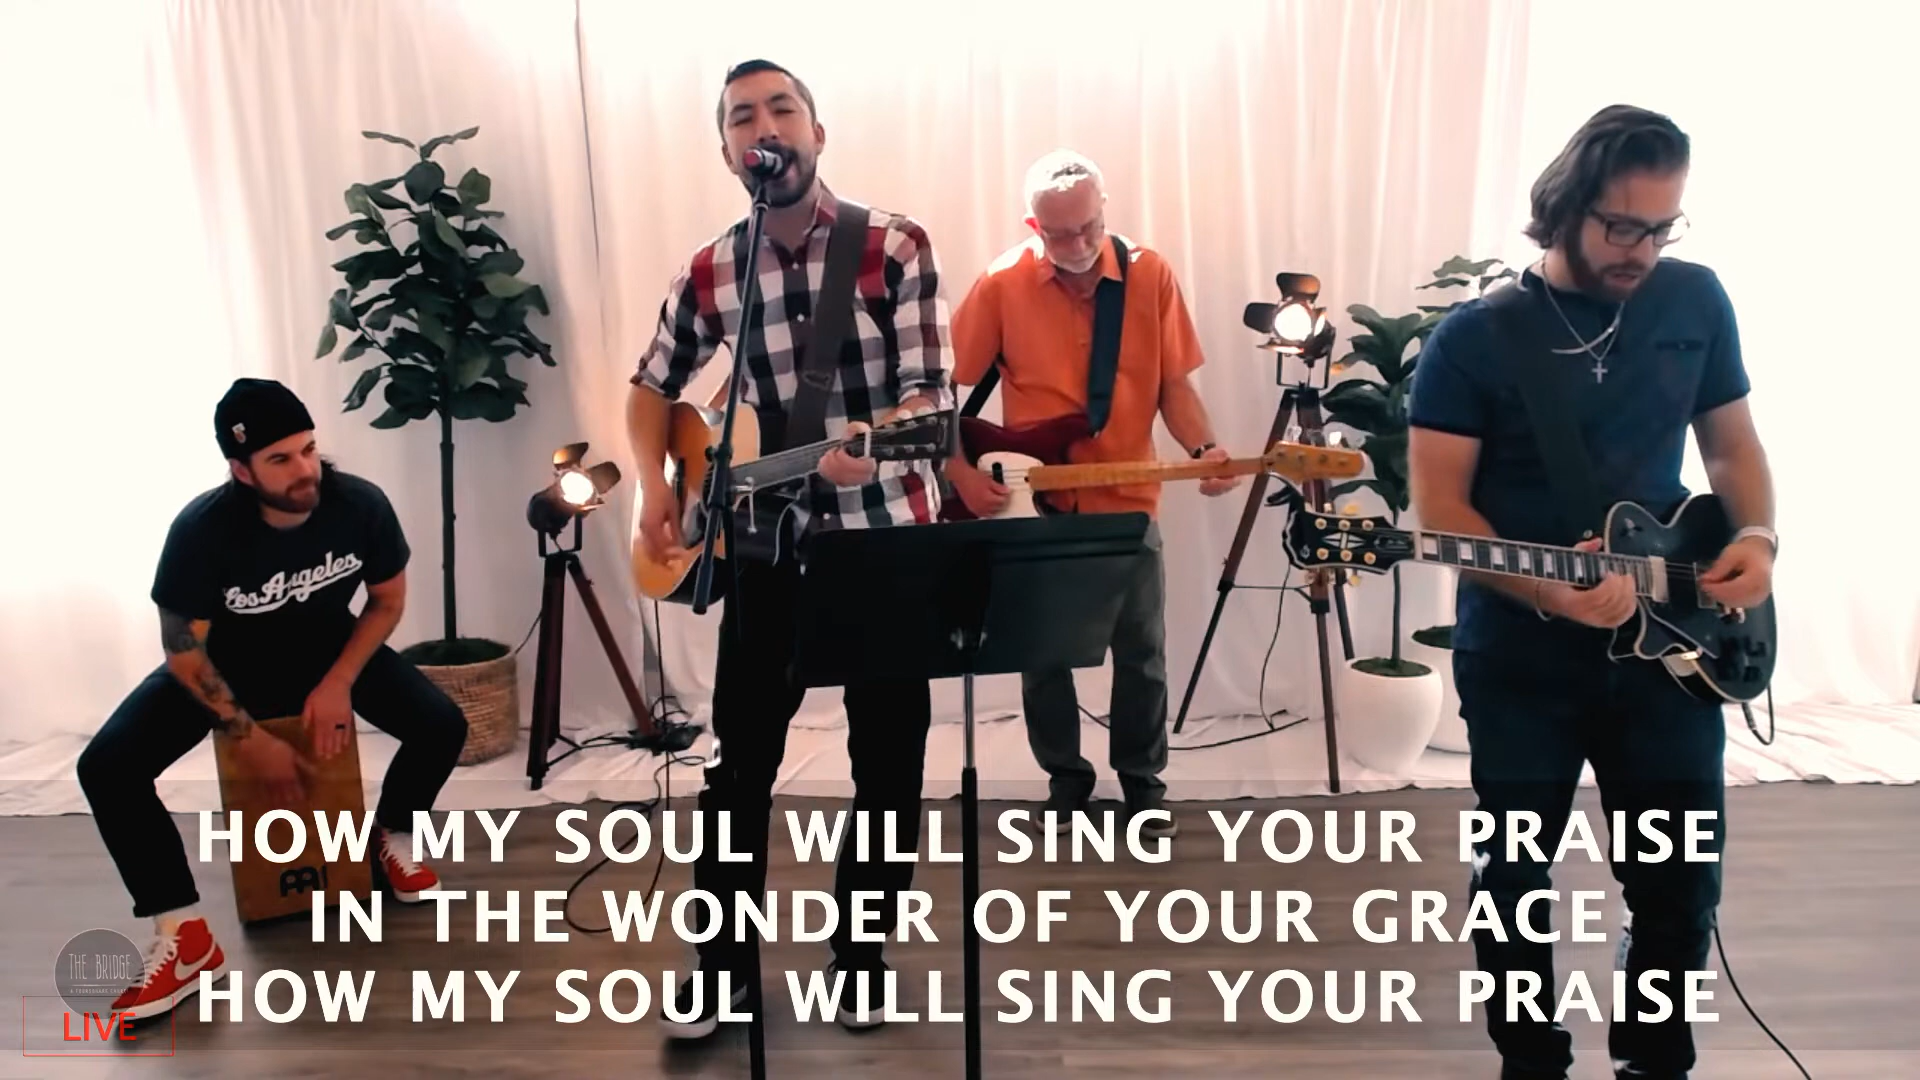 Los Angeles
HOW MY SOUL WILL SING YOUR PRAISE
IN THE WONDER OF YOUR GRACE
HOW MY SOUL WILL SING YOUR PRAISE
THE BRIDGE
LIVE